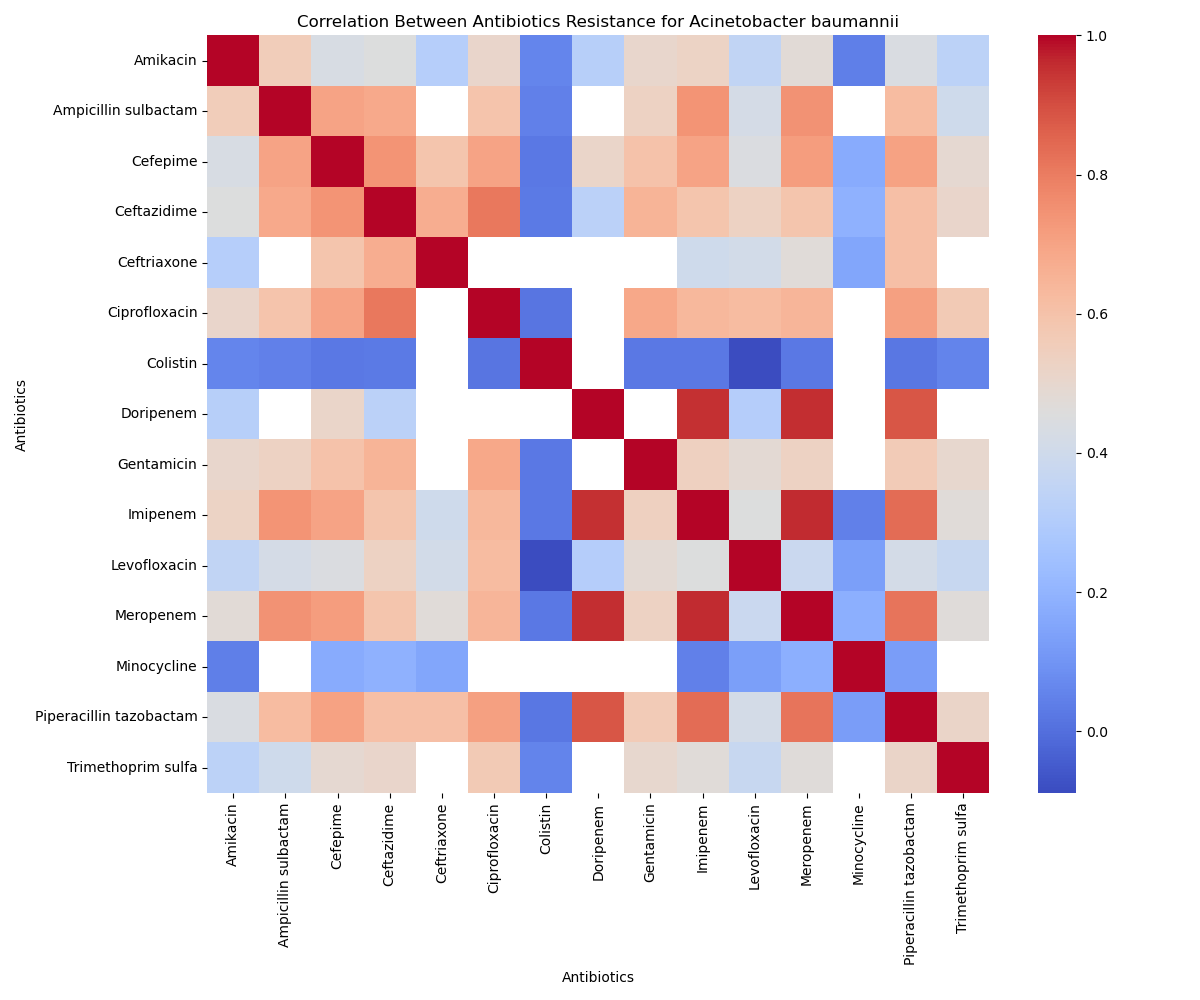 Correlation Between Antibiotics Resistance for Acinetobacter baumannii
Antibiotics
Amikacin
Ampicillin sulbactam
Cefepime
Ceftazidime
Ceftriaxone
Ciprofloxacin
Colistin
Doripenem
Gentamicin
Imipenem
Levofloxacin
Meropenem
Minocycline
Piperacillin tazobactam
Trimethoprim sulfa
Amikacin
Ampicillin sulbactam
Cefepime
Ceftazidime
Ceftriaxone
Ciprofloxacin
Colistin
Doripenem
Gentamicin
Imipenem
Levofloxacin
Meropenem
Minocycline
Piperacillin tazobactam
Trimethoprim sulfa
Antibiotics
1.0
0.8
0.6
0.4
0.2
0.0